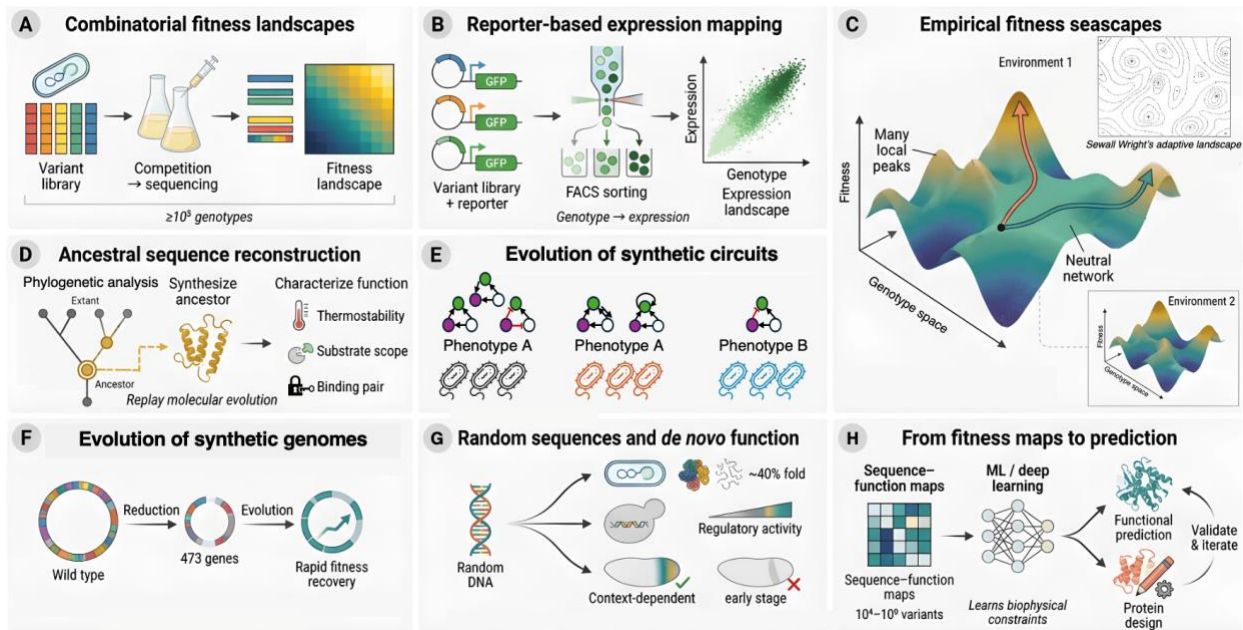 A Combinatorial fitness landscapes
Variant
library
Competition
→ sequencing
Fitness
landscape
≥10⁵ genotypes
B Reporter-based expression mapping
GFP
GFP
GFP
Variant library
+ reporter
FACS sorting
Genotype → expression
Expression
Genotype
Expression
landscape
C Empirical fitness seascapes
Environment 1
Sewall Wright's adaptive landscape
Many
local
peaks
Fitness
Neutral
network
Genotype space
Environment 2
Fitness
Genotype space
D Ancestral sequence reconstruction
Phylogenetic analysis
Extant
Ancestor
Synthesize
ancestor
Characterize function
Thermostability
Substrate scope
Binding pair
Replay molecular evolution
E Evolution of synthetic circuits
Phenotype A
Phenotype A
Phenotype B
F Evolution of synthetic genomes
Wild type
Reduction
473 genes
Evolution
Rapid fitness
recovery
G Random sequences and de novo function
Random
DNA
~40% fold
Regulatory activity
Context-dependent
early stage
H From fitness maps to prediction
Sequence–
function maps
Sequence–function
maps
10⁴–10⁹ variants
ML / deep
learning
Learns biophysical
constraints
Functional
prediction
Validate
& iterate
Protein
design